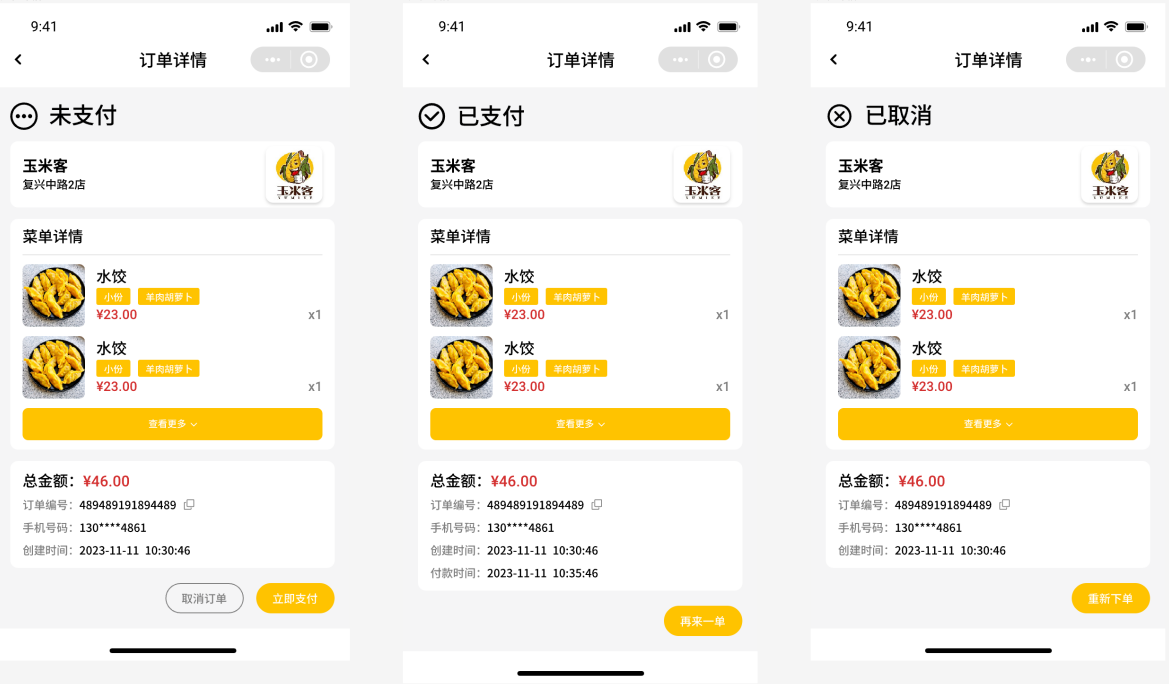 9:41
订单详情
未支付
玉米客
复兴中路2店
玉米客
YUMIKE
菜单详情
水饺
小份 羊肉胡萝卜
¥23.00 x1
水饺
小份 羊肉胡萝卜
¥23.00 x1
查看更多
总金额：¥46.00
订单编号：489489191894489
手机号码：130****4861
创建时间：2023-11-11 10:30:46
取消订单 立即支付
9:41
订单详情
已支付
玉米客
复兴中路2店
玉米客
YUMIKE
菜单详情
水饺
小份 羊肉胡萝卜
¥23.00 x1
水饺
小份 羊肉胡萝卜
¥23.00 x1
查看更多
总金额：¥46.00
订单编号：489489191894489
手机号码：130****4861
创建时间：2023-11-11 10:30:46
付款时间：2023-11-11 10:35:46
再来一单
9:41
订单详情
已取消
玉米客
复兴中路2店
玉米客
YUMIKE
菜单详情
水饺
小份 羊肉胡萝卜
¥23.00 x1
水饺
小份 羊肉胡萝卜
¥23.00 x1
查看更多
总金额：¥46.00
订单编号：489489191894489
手机号码：130****4861
创建时间：2023-11-11 10:30:46
重新下单